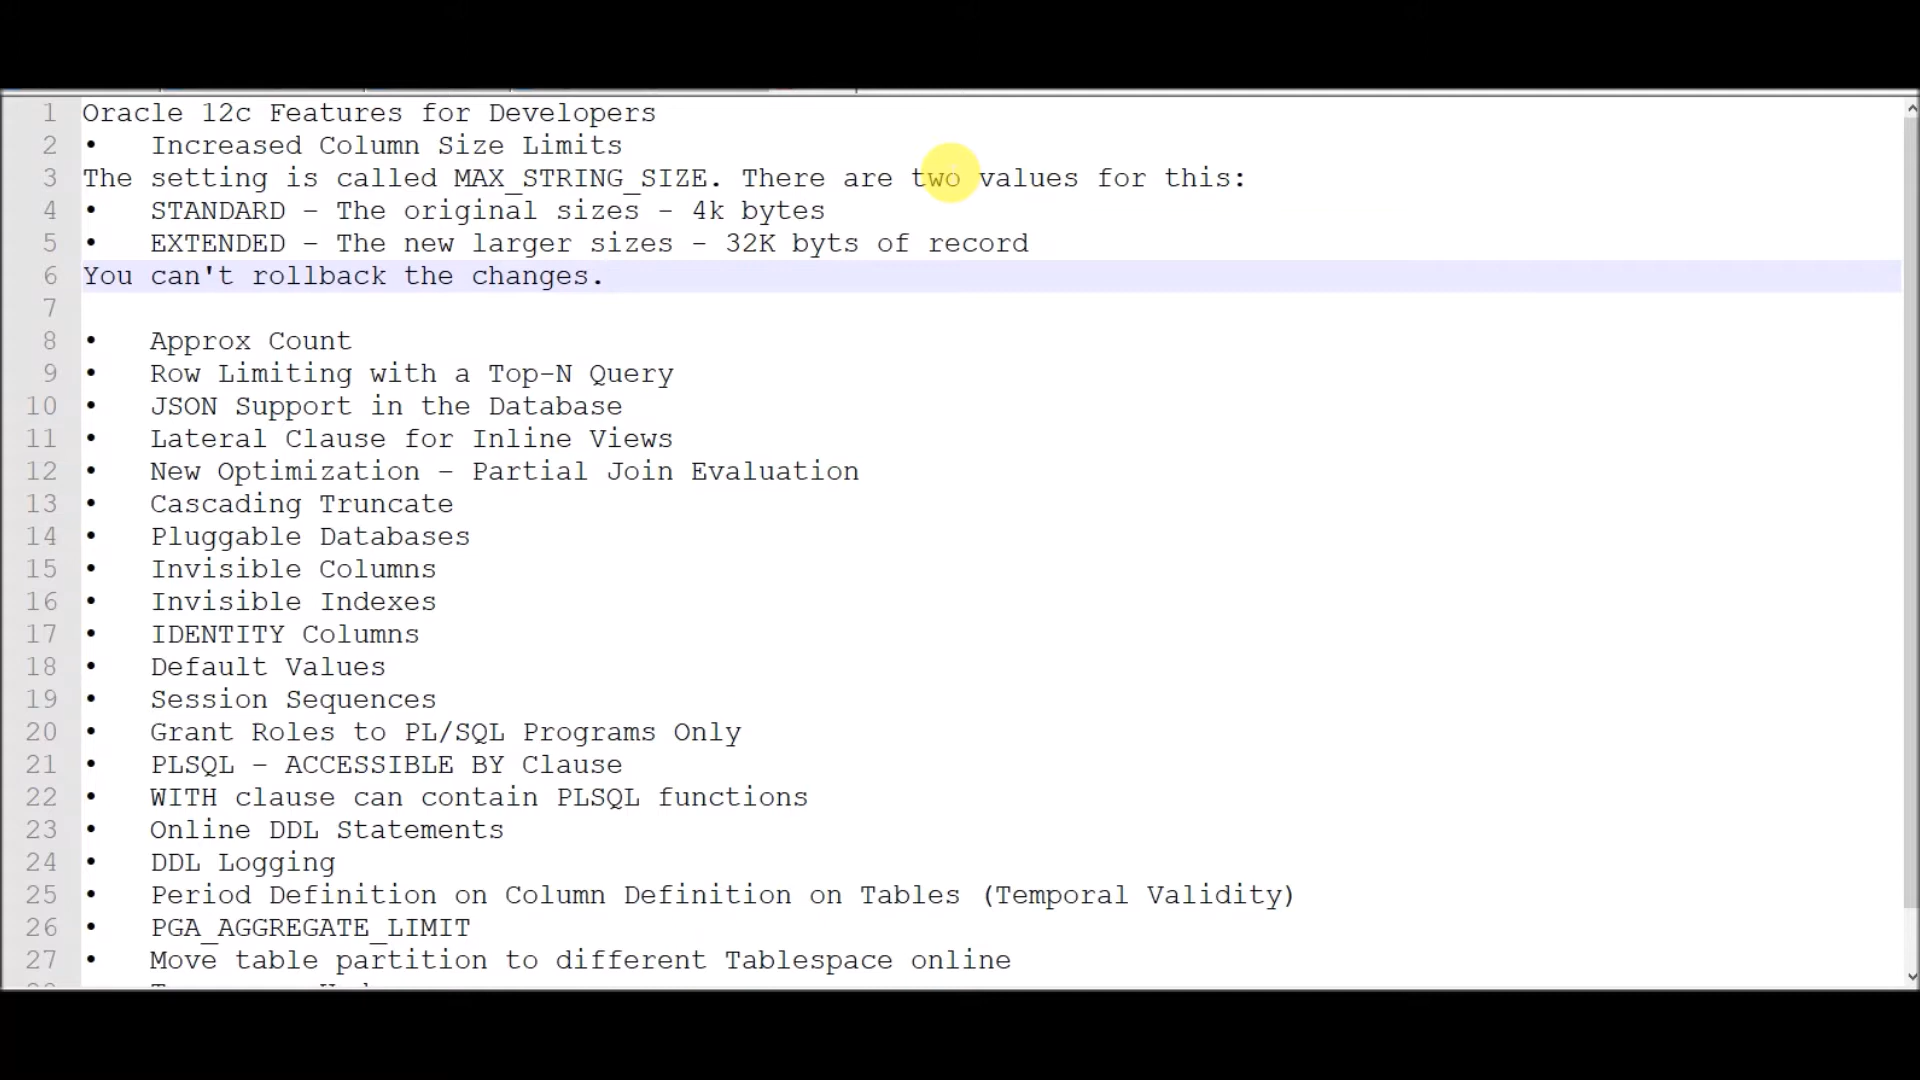 1 Oracle 12c Features for Developers
2 • Increased Column Size Limits
3 The setting is called MAX_STRING_SIZE. There are two values for this:
4 • STANDARD – The original sizes – 4k bytes
5 • EXTENDED – The new larger sizes – 32K byts of record
6 You can't rollback the changes.
7
8 • Approx Count
9 • Row Limiting with a Top-N Query
10 • JSON Support in the Database
11 • Lateral Clause for Inline Views
12 • New Optimization – Partial Join Evaluation
13 • Cascading Truncate
14 • Pluggable Databases
15 • Invisible Columns
16 • Invisible Indexes
17 • IDENTITY Columns
18 • Default Values
19 • Session Sequences
20 • Grant Roles to PL/SQL Programs Only
21 • PLSQL – ACCESSIBLE BY Clause
22 • WITH clause can contain PLSQL functions
23 • Online DDL Statements
24 • DDL Logging
25 • Period Definition on Column Definition on Tables (Temporal Validity)
26 • PGA_AGGREGATE_LIMIT
27 • Move table partition to different Tablespace online